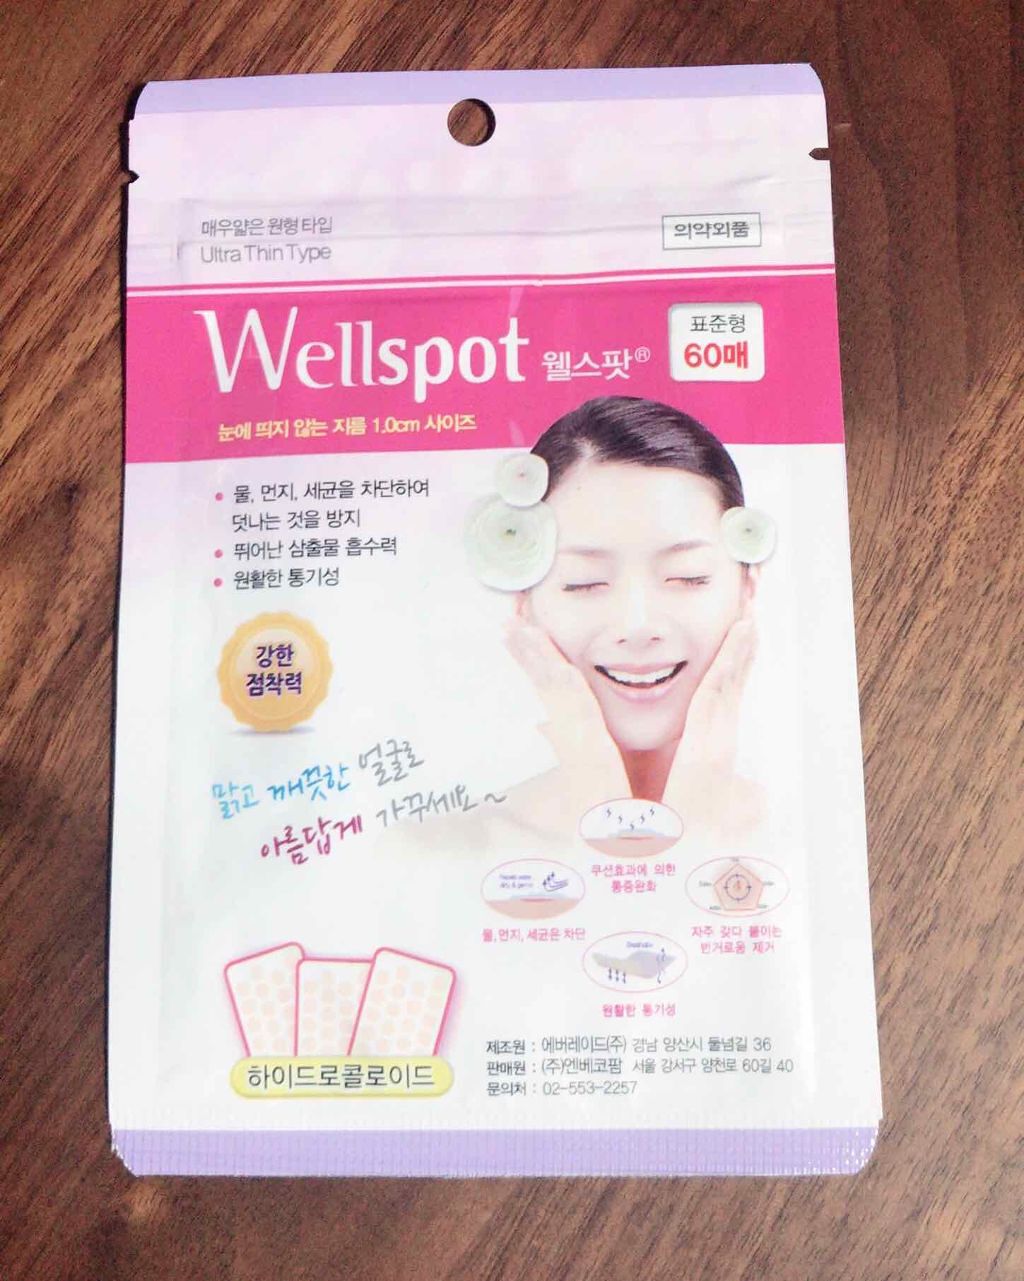 매우얇은 원형 타입
Ultra Thin Type
의약외품
Wellspot 웰스팟®
표준형
60매
눈에 띄지 않는 지름 1.0cm 사이즈
• 물, 먼지, 세균을 차단하여
덧나는 것을 방지
• 뛰어난 삼출물 흡수력
• 원활한 통기성
강한
점착력
맑고 깨끗한 얼굴로
아름답게 가꾸세요~
쿠션효과에 의한
통증완화
물, 먼지, 세균은 차단
자주 갖다 붙이는
번거로움 제거
원활한 통기성
하이드로콜로이드
제조원 : 에버레이드(주) 경남 양산시 물념길 36
판매원 : (주)엔베코팜 서울 강서구 양천로 60길 40
문의처 : 02-553-2257